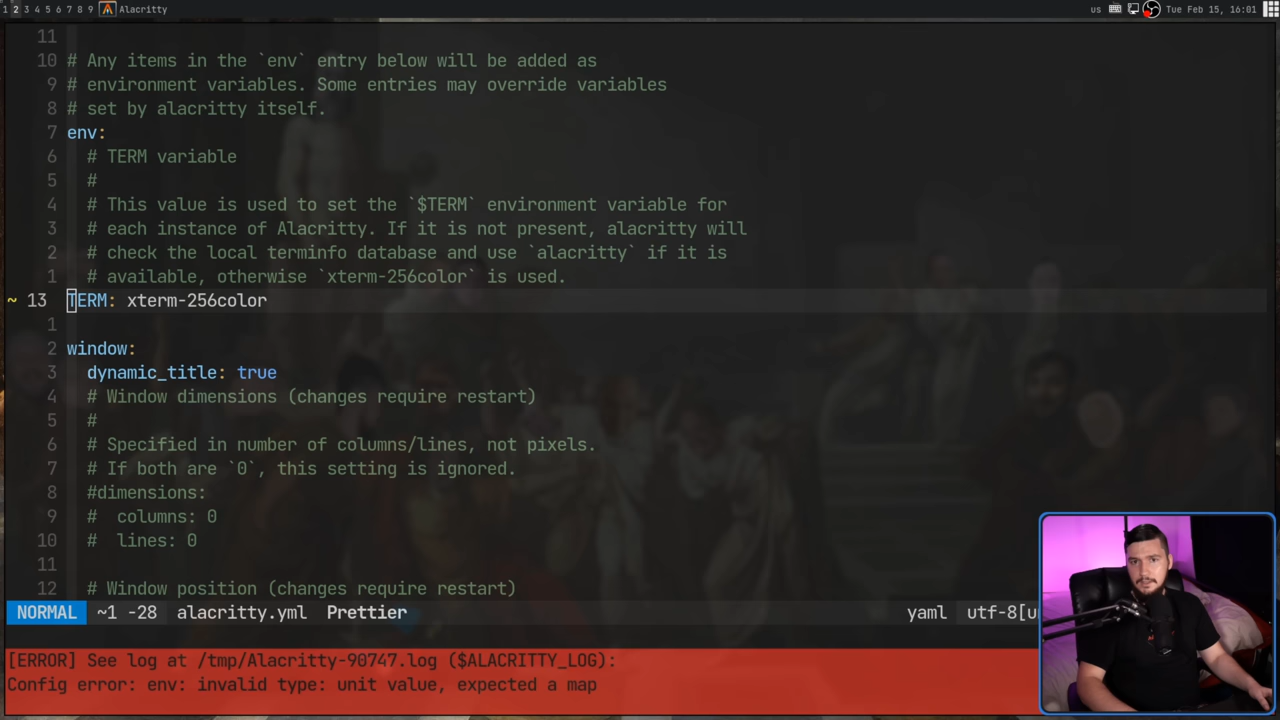 1 2 3 4 5 6 7 8 9 Alacritty us Tue Feb 15, 16:01
11
10 # Any items in the `env` entry below will be added as
9 # environment variables. Some entries may override variables
8 # set by alacritty itself.
7 env:
6 # TERM variable
5 #
4 # This value is used to set the `$TERM` environment variable for
3 # each instance of Alacritty. If it is not present, alacritty will
2 # check the local terminfo database and use `alacritty` if it is
1 # available, otherwise `xterm-256color` is used.
~ 13 TERM: xterm-256color
1
2 window:
3 dynamic_title: true
4 # Window dimensions (changes require restart)
5 #
6 # Specified in number of columns/lines, not pixels.
7 # If both are `0`, this setting is ignored.
8 #dimensions:
9 # columns: 0
10 # lines: 0
11
12 # Window position (changes require restart)
NORMAL ~1 -28 alacritty.yml Prettier yaml utf-8[u
[ERROR] See log at /tmp/Alacritty-90747.log ($ALACRITTY_LOG):
Config error: env: invalid type: unit value, expected a map